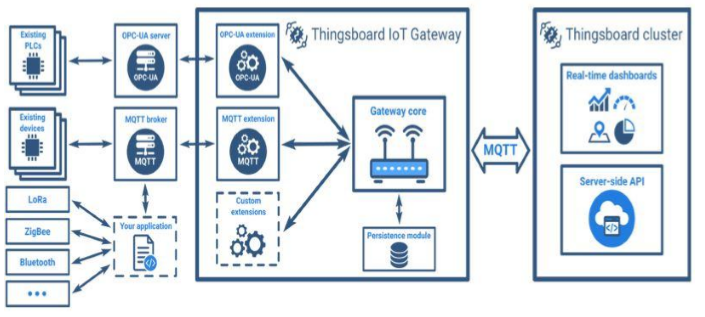 Existing
PLCs
OPC-UA server
OPC-UA
OPC-UA extension
OPC-UA
Thingsboard IoT Gateway
Thingsboard cluster
Existing
devices
MQTT broker
MQTT
MQTT extension
MQTT
Gateway core
MQTT
Real-time dashboards
LoRa
ZigBee
Bluetooth
Your application
Custom
extensions
Persistence module
Server-side API